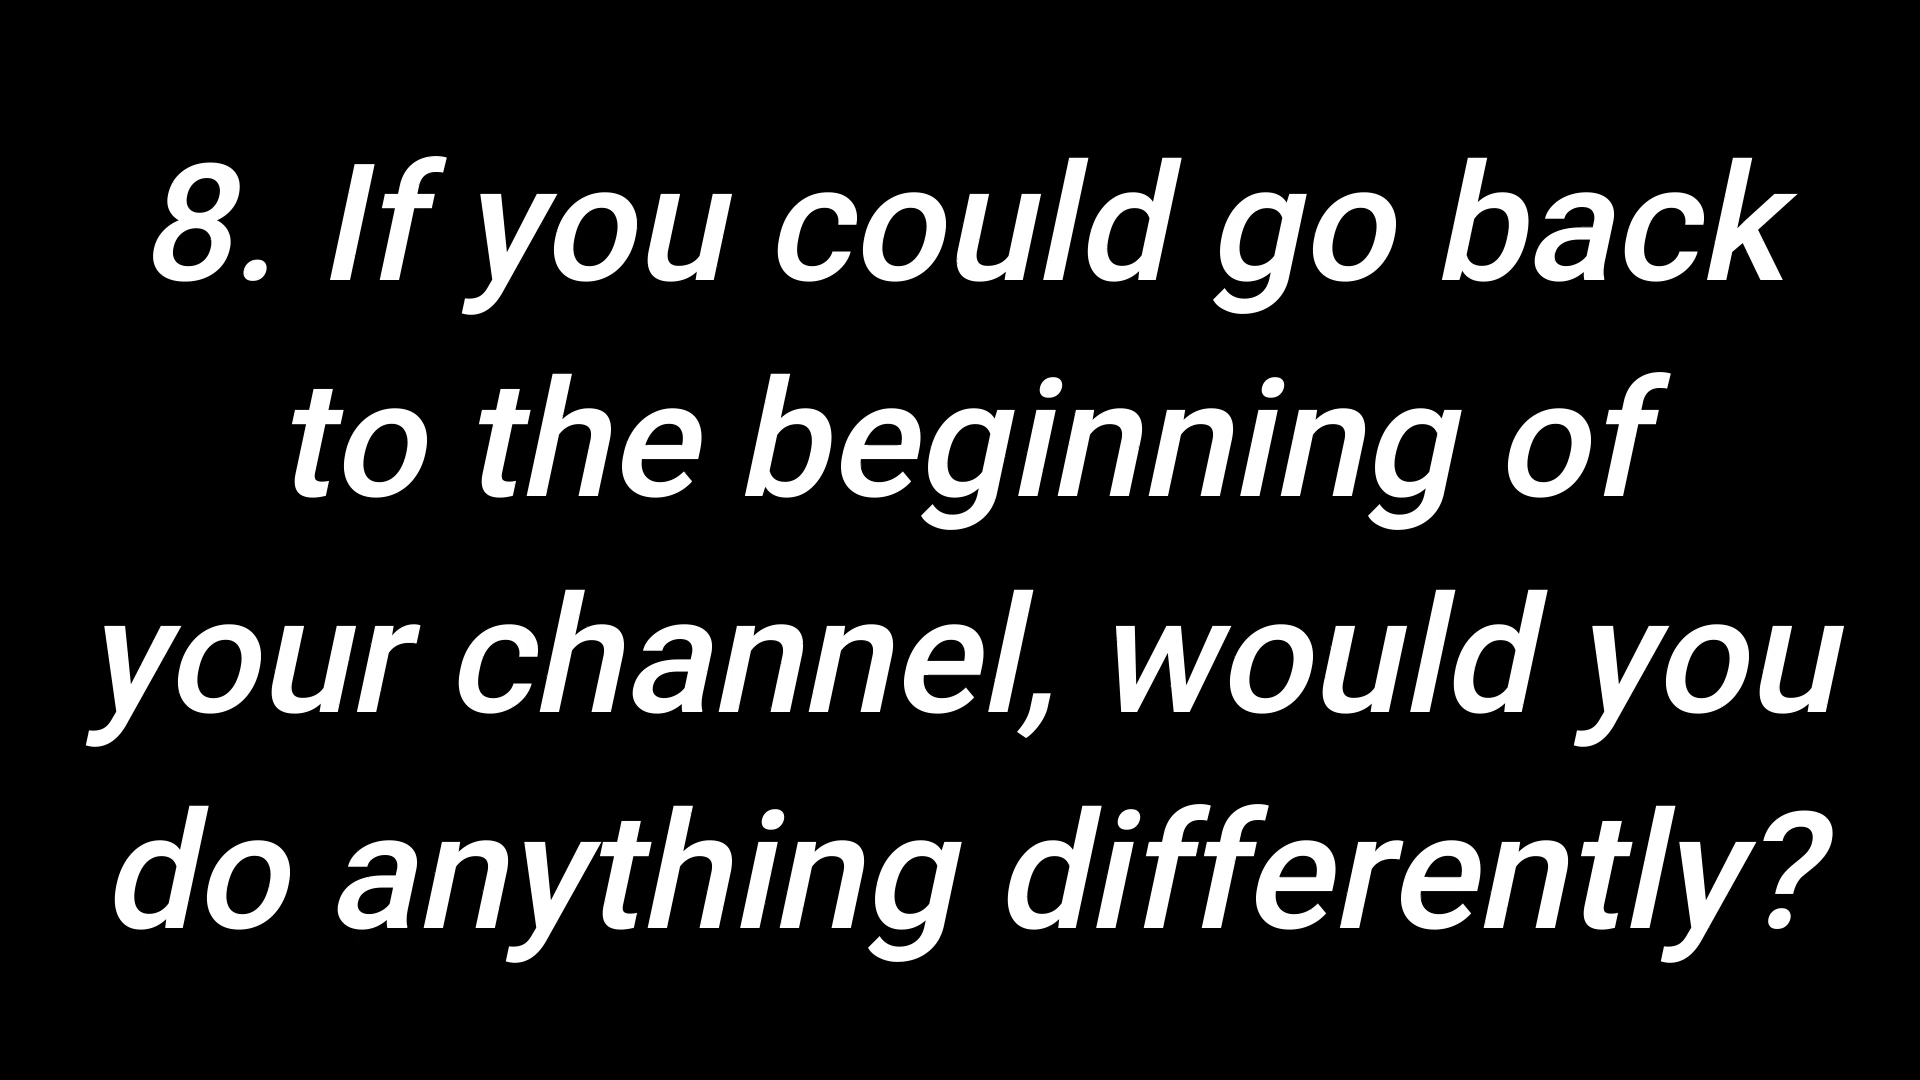 8. If you could go back
to the beginning of
your channel, would you
do anything differently?